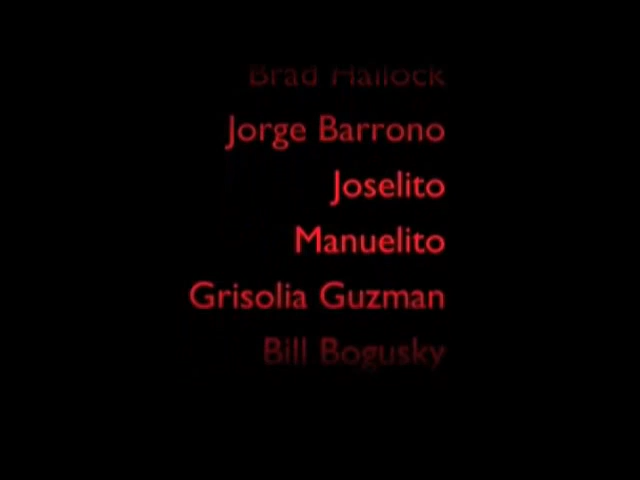 Brad Hallock
Jorge Barrono
Joselito
Manuelito
Grisolia Guzman
Bill Bogusky